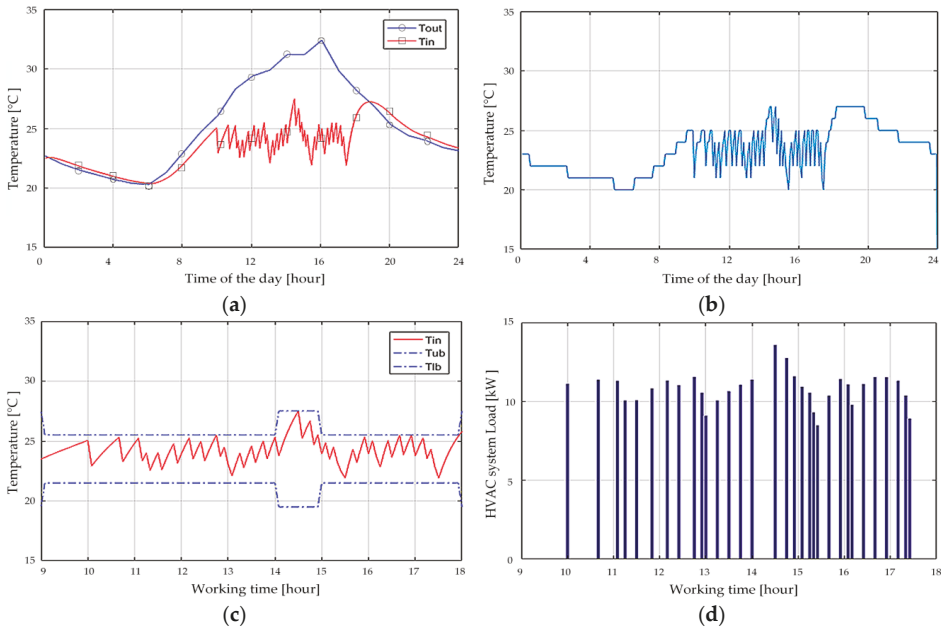 35
30
25
20
15
Temperature [°C ]
Tout
Tin
0 4 8 12 16 20 24
Time of the day [hour]
(a)
35
30
25
20
15
Temperature [°C ]
0 4 8 12 16 20 24
Time of the day [hour]
(b)
35
30
25
20
15
Temperature [°C ]
Tin
Tub
Tlb
9 10 11 12 13 14 15 16 17 18
Working time [hour]
(c)
15
10
5
0
HVAC system Load [kW]
9 10 11 12 13 14 15 16 17 18
Working time [hour]
(d)